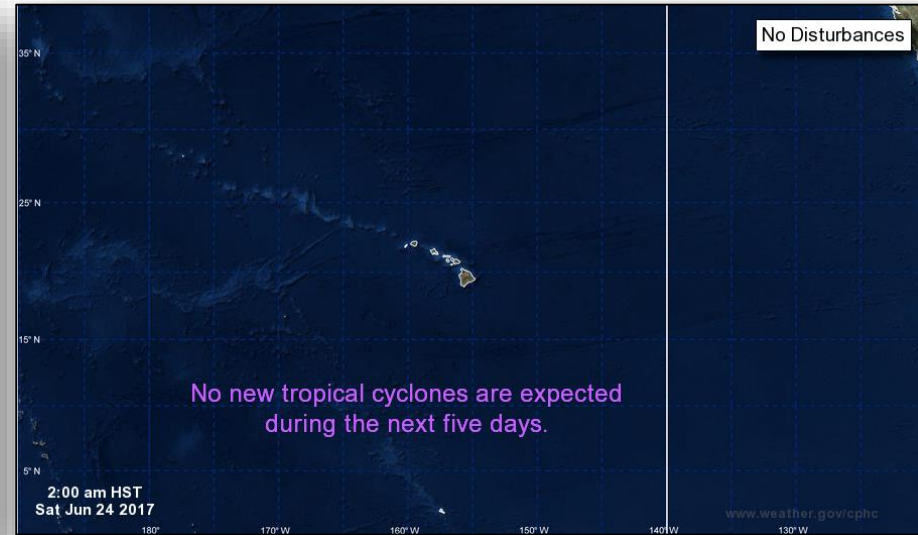 No Disturbances
35° N
25° N
15° N
No new tropical cyclones are expected
during the next five days.
5° N
2:00 am HST
Sat Jun 24 2017
www.weather.gov/cphc
180° 170° W 160° W 150° W 140° W 130° W